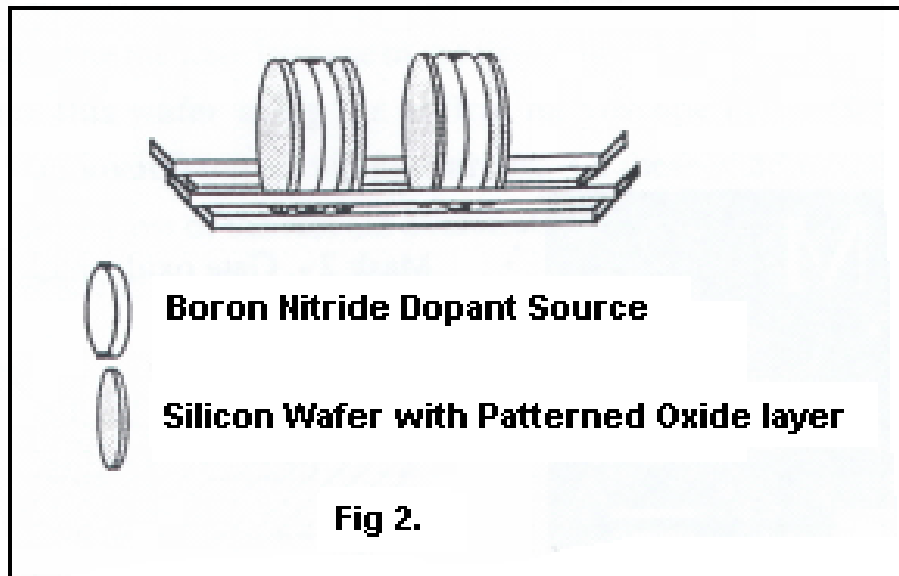 Boron Nitride Dopant Source
Silicon Wafer with Patterned Oxide layer
Fig 2.